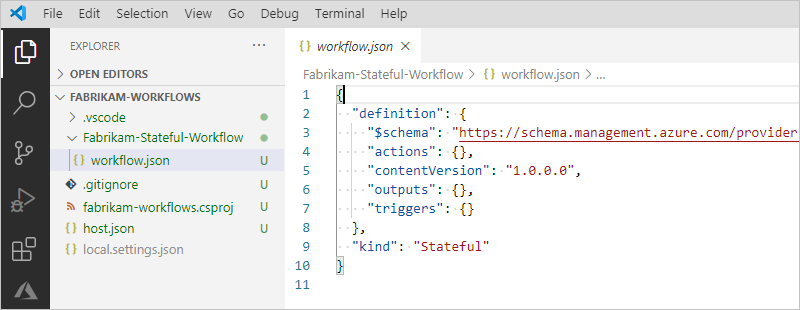 File Edit Selection View Go Debug Terminal Help
EXPLORER ···
OPEN EDITORS
FABRIKAM-WORKFLOWS
.vscode
Fabrikam-Stateful-Workflow
{} workflow.json U
.gitignore U
fabrikam-workflows.csproj U
{} host.json U
{} local.settings.json
{} workflow.json ×
Fabrikam-Stateful-Workflow > {} workflow.json > ...
1 {
2 "definition": {
3 "$schema": "https://schema.management.azure.com/provider
4 "actions": {},
5 "contentVersion": "1.0.0.0",
6 "outputs": {},
7 "triggers": {}
8 },
9 "kind": "Stateful"
10 }
11